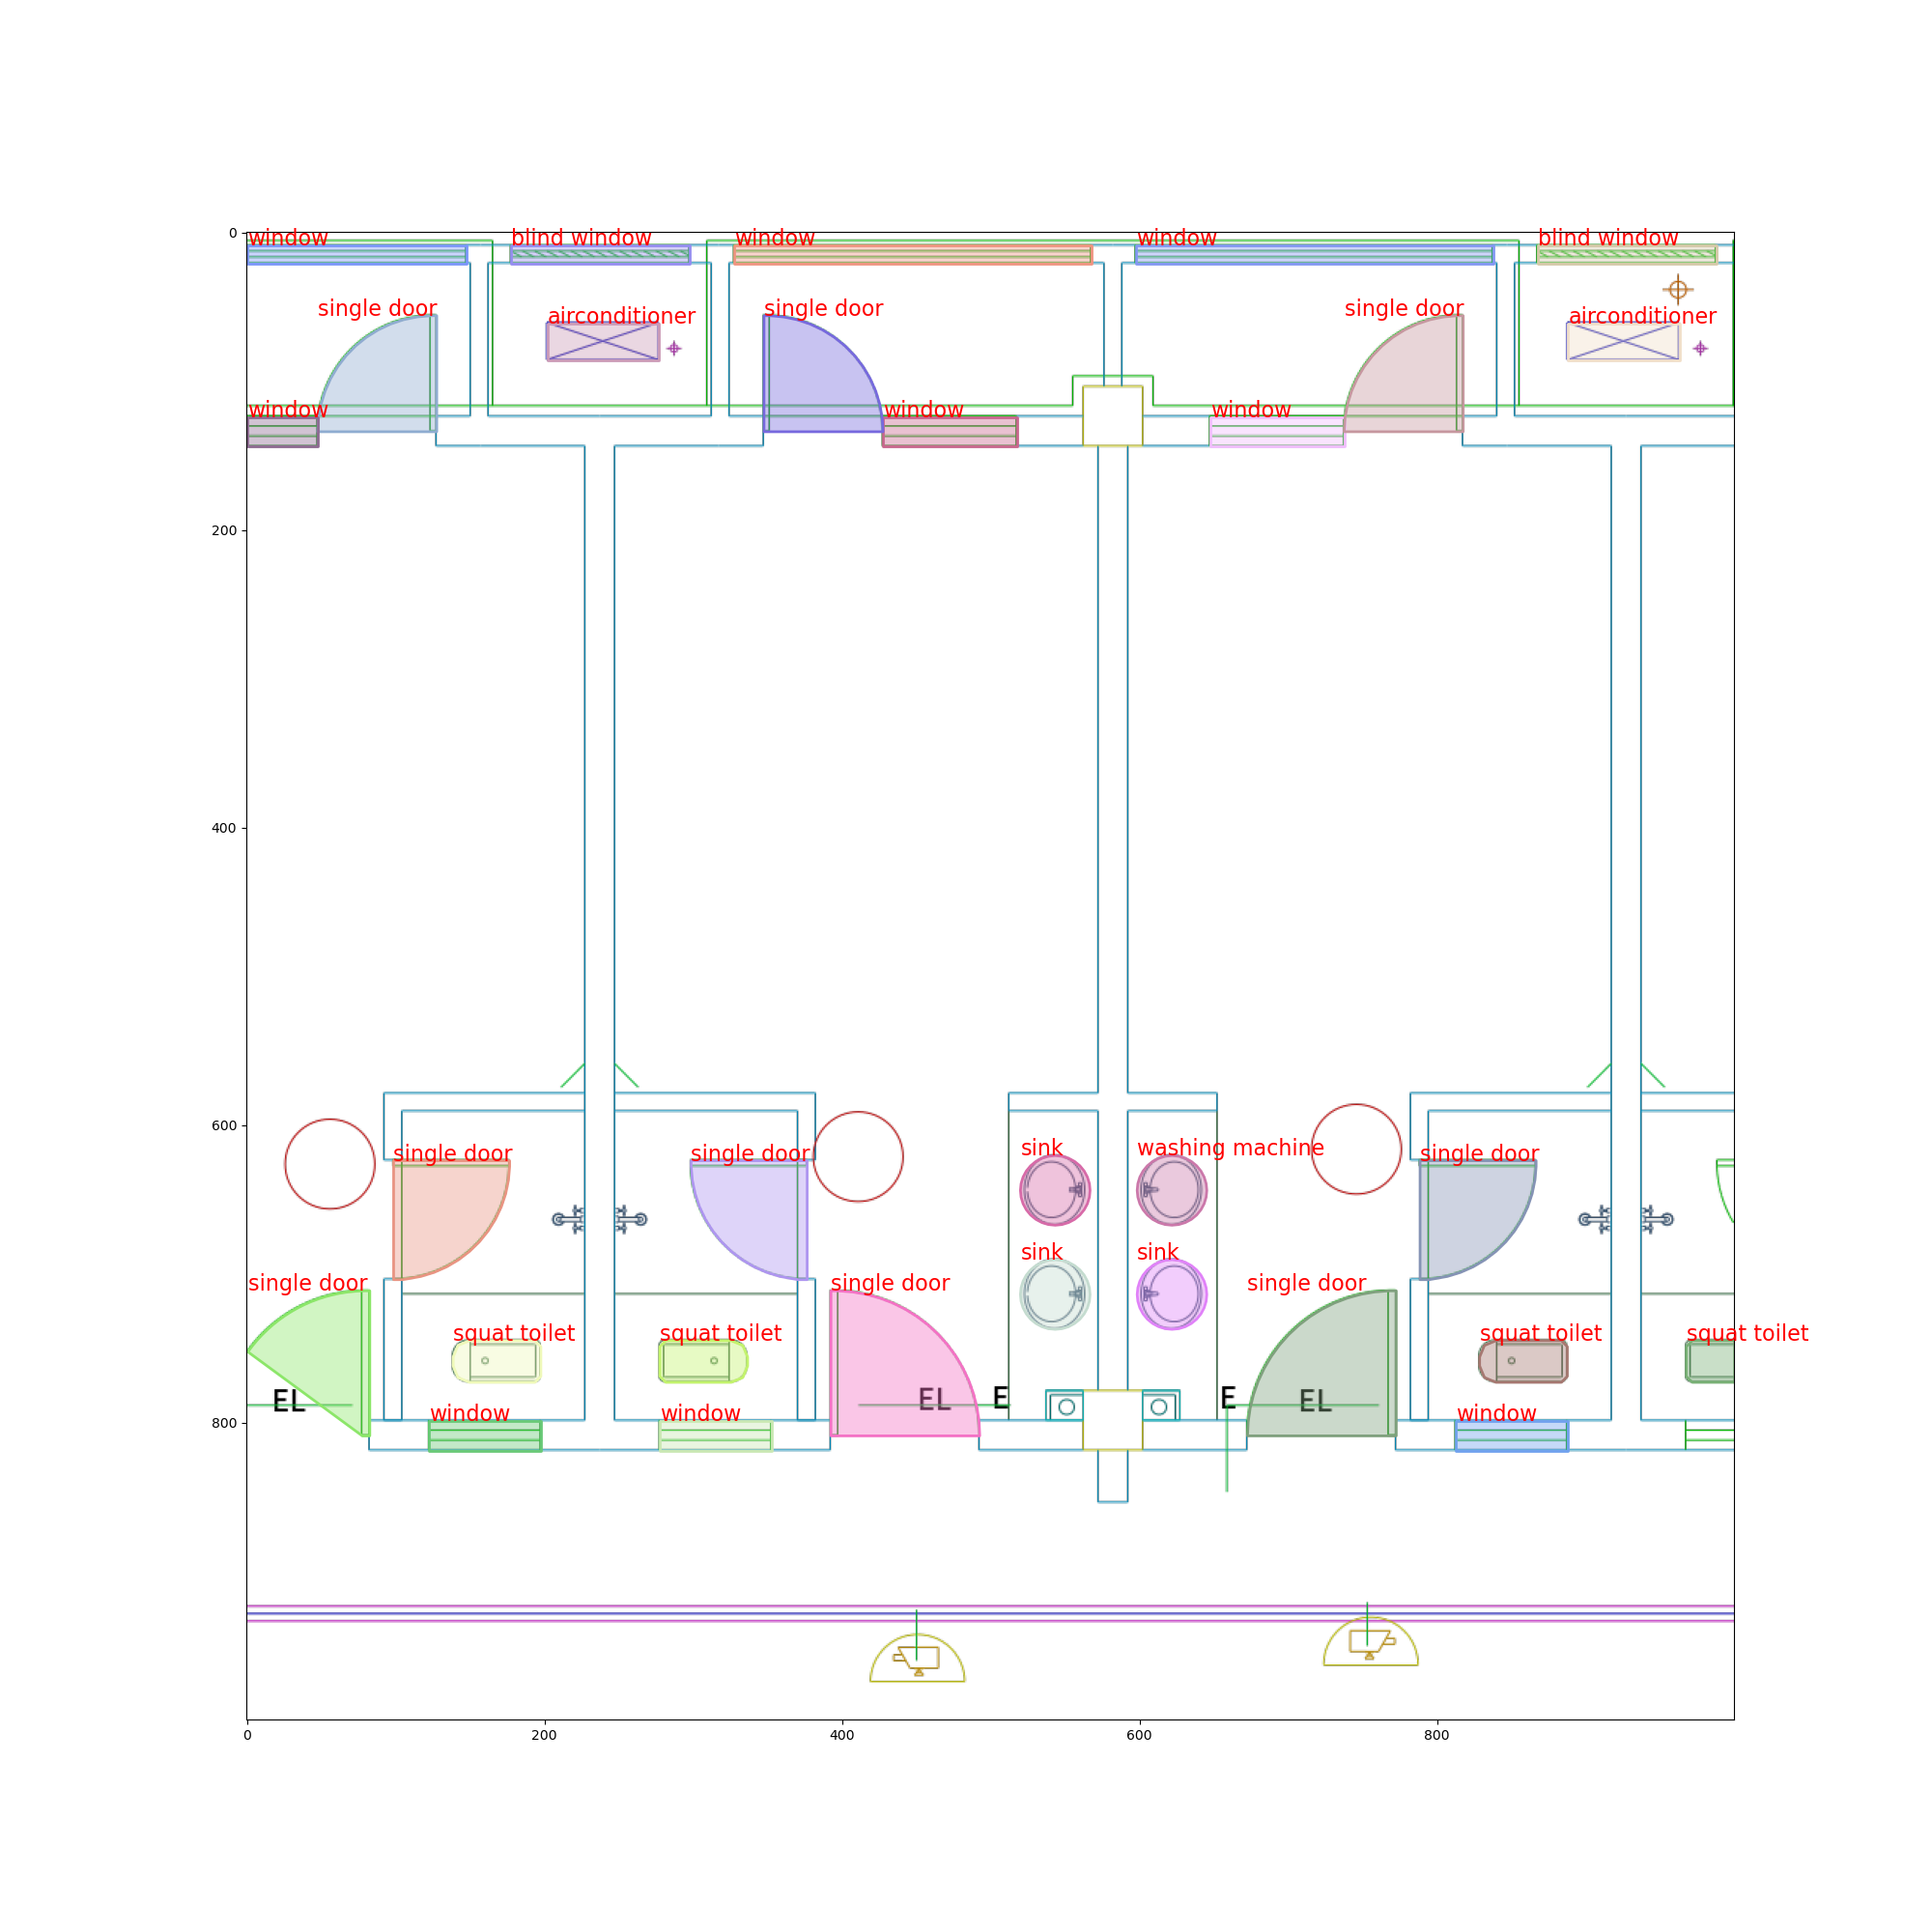 0
window
blind window
window
window
blind window
single door
airconditioner
single door
single door
airconditioner
window
window
window
200
400
600
single door
single door
sink
washing machine
single door
sink
sink
single door
single door
single door
squat toilet
squat toilet
squat toilet
squat toilet
EL
EL
E
E
EL
800
window
window
window
0
200
400
600
800